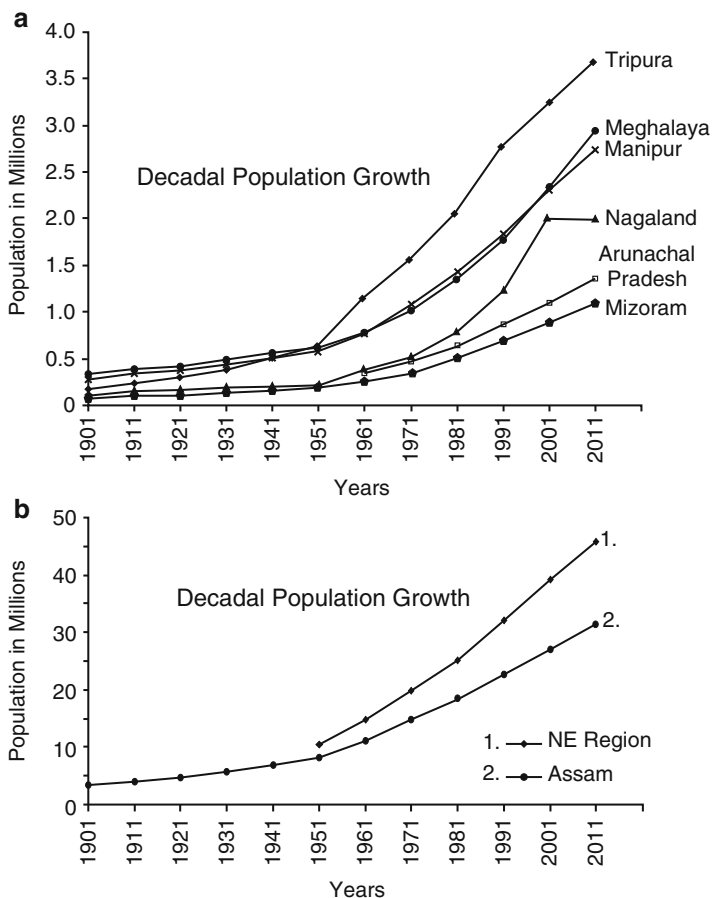 a
4.0
3.5
3.0
2.5
2.0
1.5
1.0
0.5
0
Population in Millions
Decadal Population Growth
Tripura
Meghalaya
Manipur
Nagaland
Arunachal
Pradesh
Mizoram
1901 1911 1921 1931 1941 1951 1961 1971 1981 1991 2001 2011
Years
b
50
40
30
20
10
0
Population in Millions
Decadal Population Growth
1.
2.
1. NE Region
2. Assam
1901 1911 1921 1931 1941 1951 1961 1971 1981 1991 2001 2011
Years